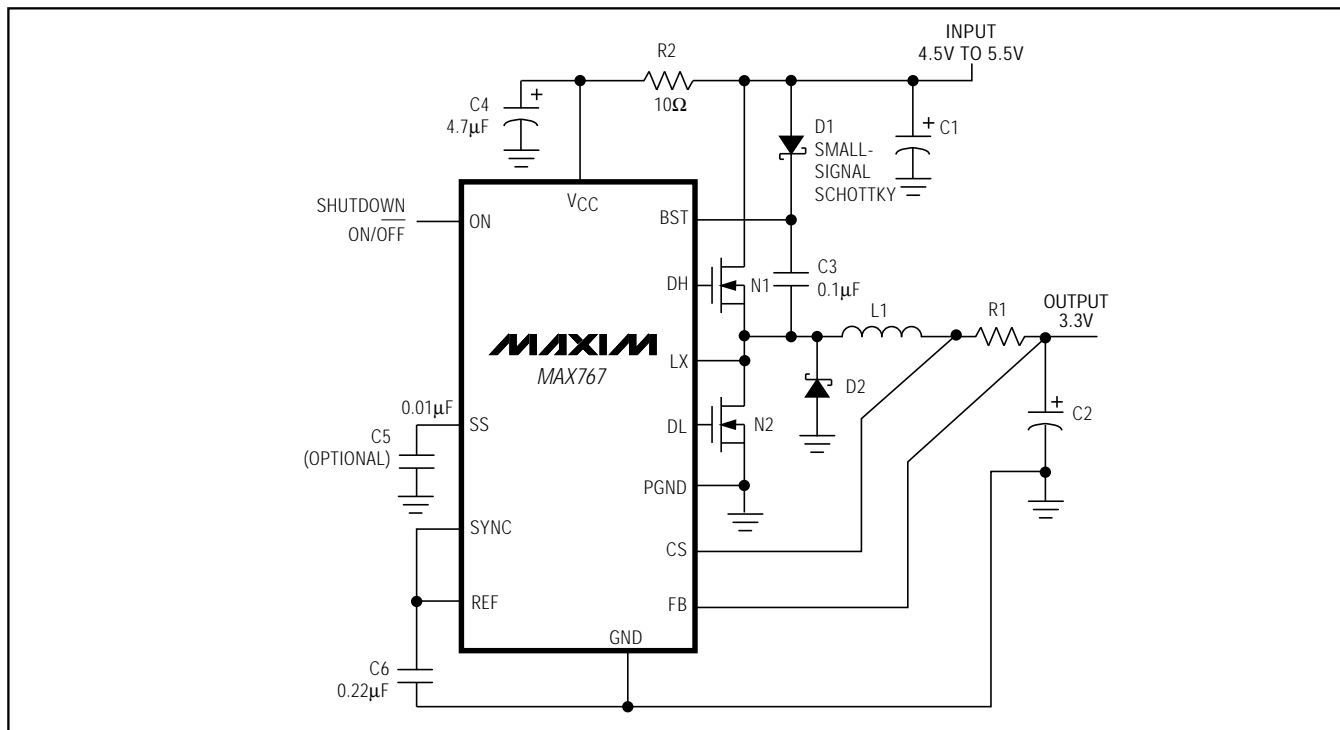 INPUT
4.5V TO 5.5V
R2
10Ω
C4
+
4.7μF
D1
SMALL-
SIGNAL
SCHOTTKY
+
C1
SHUTDOWN
ON/OFF
ON
VCC
BST
DH
N1
C3
0.1μF
L1
R1
OUTPUT
3.3V
MAXIM
MAX767
LX
D2
+
C2
0.01μF
SS
C5
(OPTIONAL)
DL
N2
PGND
SYNC
CS
REF
FB
GND
C6
0.22μF